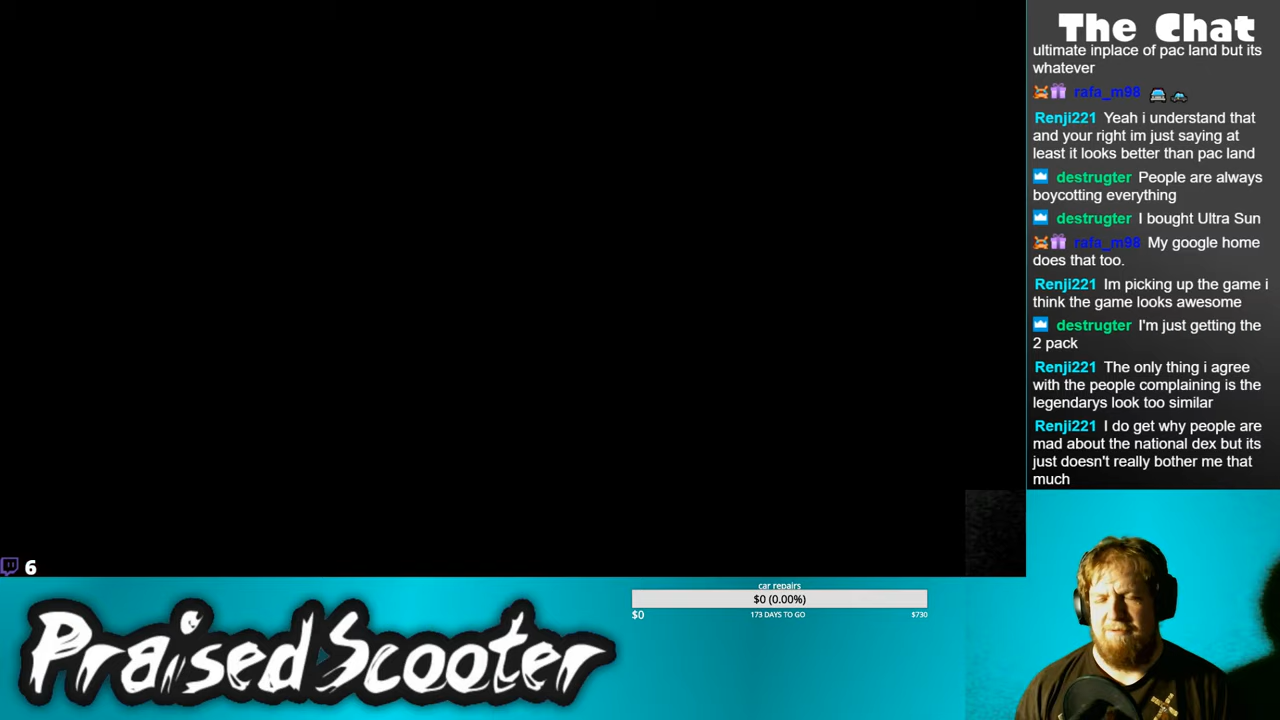 The Chat
ultimate inplace of pac land but its
whatever
rafa_m98
Renji221 Yeah i understand that
and your right im just saying at
least it looks better than pac land
destrugter People are always
boycotting everything
destrugter I bought Ultra Sun
rafa_m98 My google home
does that too.
Renji221 Im picking up the game i
think the game looks awesome
destrugter I'm just getting the
2 pack
Renji221 The only thing i agree
with the people complaining is the
legendarys look too similar
Renji221 I do get why people are
mad about the national dex but its
just doesn't really bother me that
much
6
PraisedScooter
car repairs
$0 (0.00%)
$0 173 DAYS TO GO $730